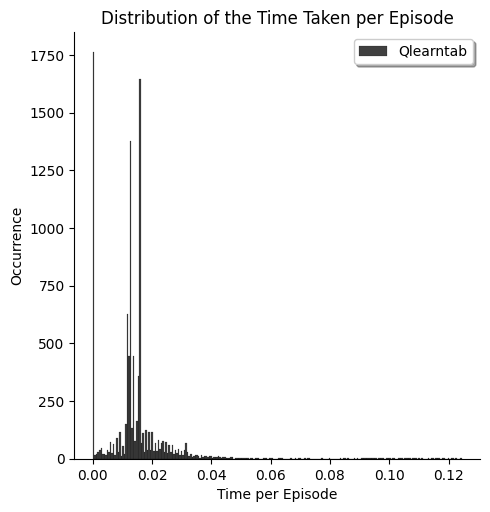 Distribution of the Time Taken per Episode
Qlearntab
1750
1500
1250
1000
750
500
250
0
Occurrence
0.00 0.02 0.04 0.06 0.08 0.10 0.12
Time per Episode